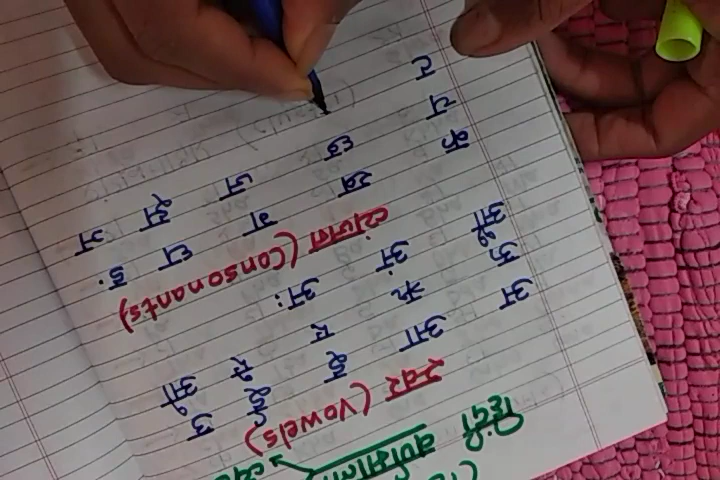 वर्णमाला
स्वर (Vowels)
अ आ इ ई उ
ऊ ऋ ए ऐ ओ
औ अं अः
व्यंजन (Consonants)
क ख ग घ ङ
च छ ज झ ञ
ट